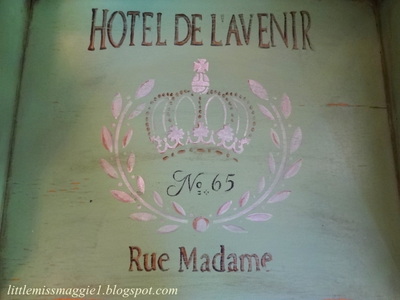 HOTEL DE L'AVENIR
No. 65
Rue Madame
littlemissmaggie1.blogspot.com